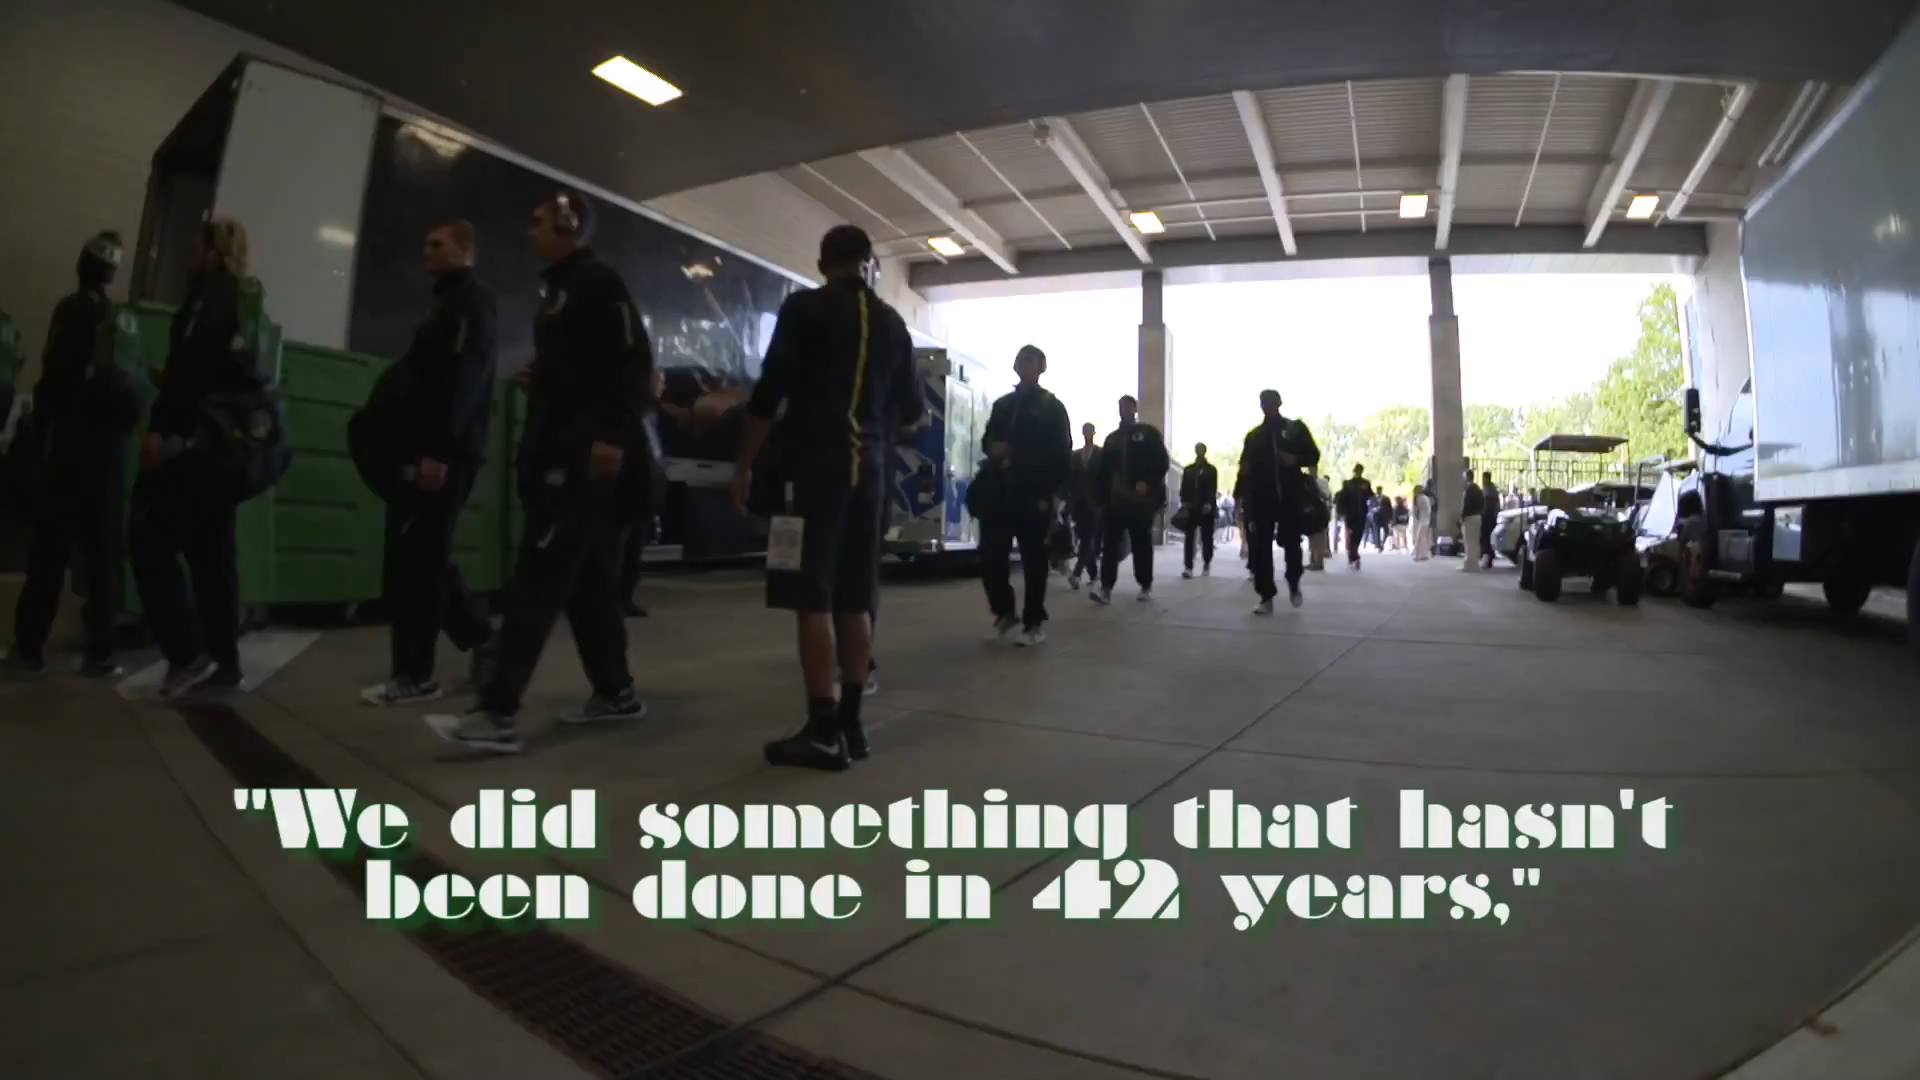 "We did something that hasn't
been done in 42 years,"